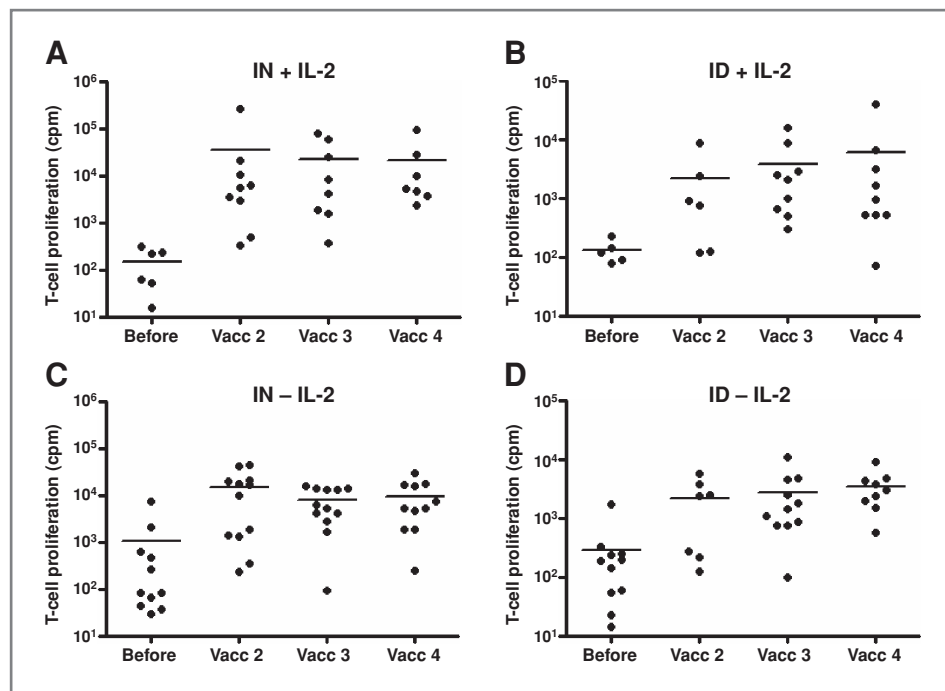 A
IN + IL-2
T-cell proliferation (cpm)
10⁶
10⁵
10⁴
10³
10²
10¹
Before Vacc 2 Vacc 3 Vacc 4
B
ID + IL-2
T-cell proliferation (cpm)
10⁵
10⁴
10³
10²
10¹
Before Vacc 2 Vacc 3 Vacc 4
C
IN – IL-2
T-cell proliferation (cpm)
10⁶
10⁵
10⁴
10³
10²
10¹
Before Vacc 2 Vacc 3 Vacc 4
D
ID – IL-2
T-cell proliferation (cpm)
10⁵
10⁴
10³
10²
10¹
Before Vacc 2 Vacc 3 Vacc 4